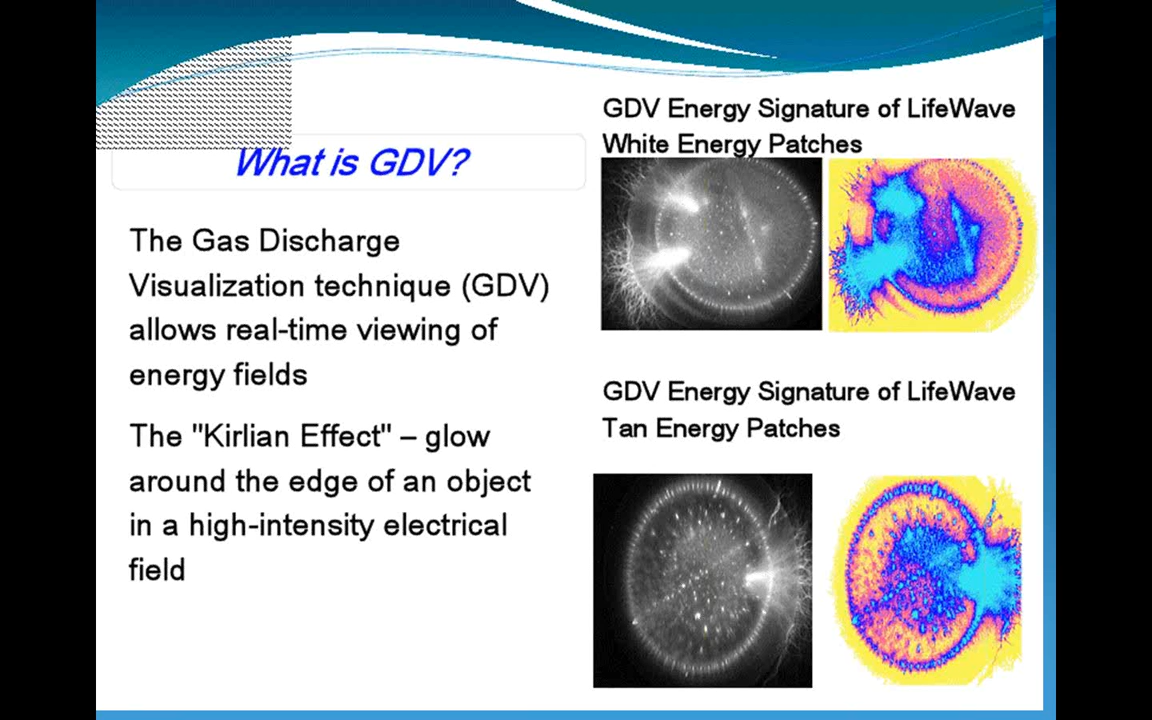 What is GDV?
The Gas Discharge
Visualization technique (GDV)
allows real-time viewing of
energy fields
The "Kirlian Effect" – glow
around the edge of an object
in a high-intensity electrical
field
GDV Energy Signature of LifeWave
White Energy Patches
GDV Energy Signature of LifeWave
Tan Energy Patches